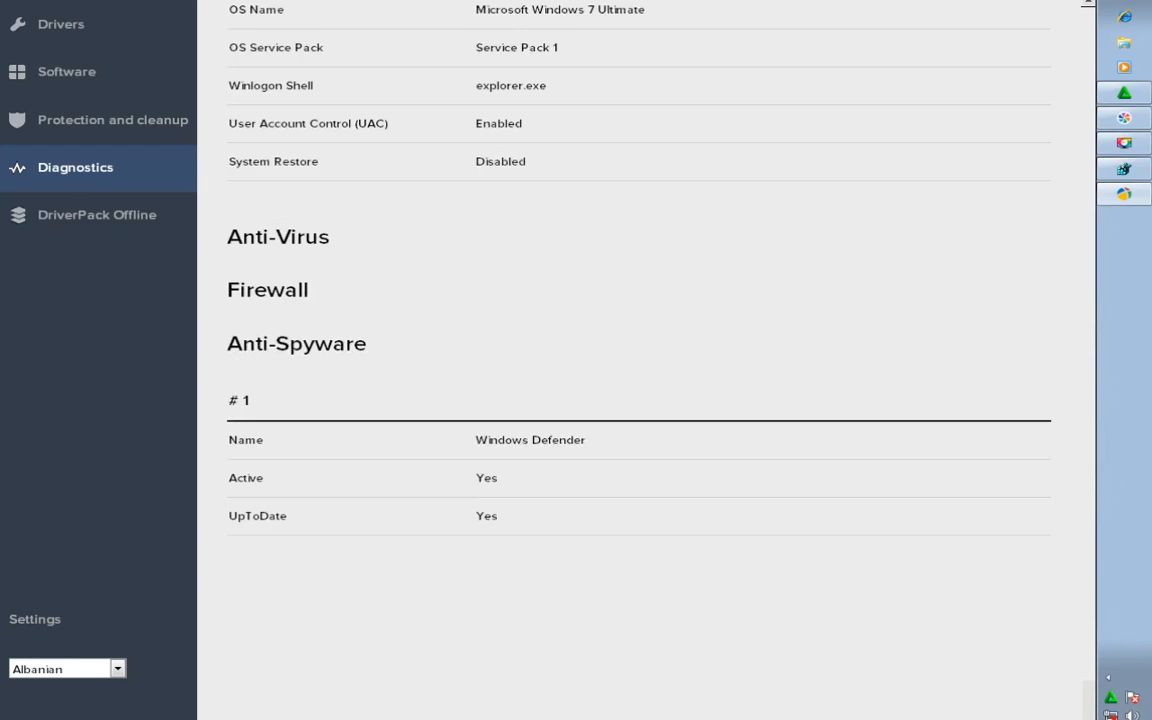 Drivers
Software
Protection and cleanup
Diagnostics
DriverPack Offline
Settings
Albanian
OS Name Microsoft Windows 7 Ultimate
OS Service Pack Service Pack 1
Winlogon Shell explorer.exe
User Account Control (UAC) Enabled
System Restore Disabled
Anti-Virus
Firewall
Anti-Spyware
# 1
Name Windows Defender
Active Yes
UpToDate Yes